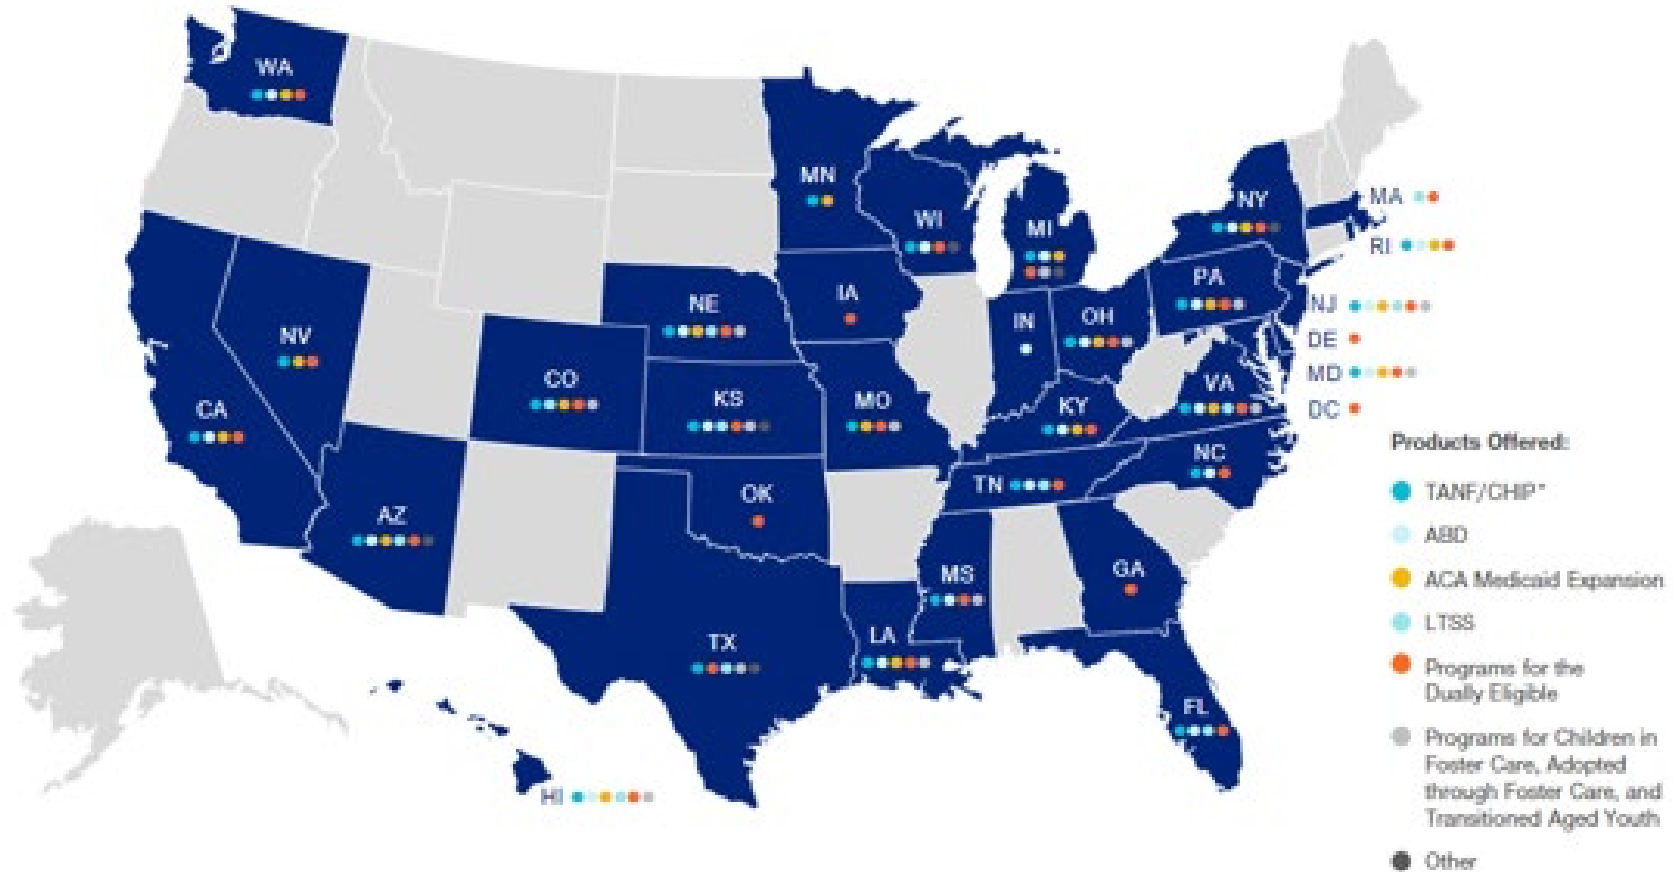 WA
MN
WI
MI
NY
MA
RI
NE
IA
IN
OH
PA
NJ
DE
NV
CO
KS
MO
KY
VA
MD
DC
CA
AZ
OK
TN
NC
TX
LA
MS
GA
FL
HI
Products Offered:
TANF/CHIP*
ABD
ACA Medicaid Expansion
LTSS
Programs for the
Dually Eligible
Programs for Children in
Foster Care, Adopted
through Foster Care, and
Transitioned Aged Youth
Other